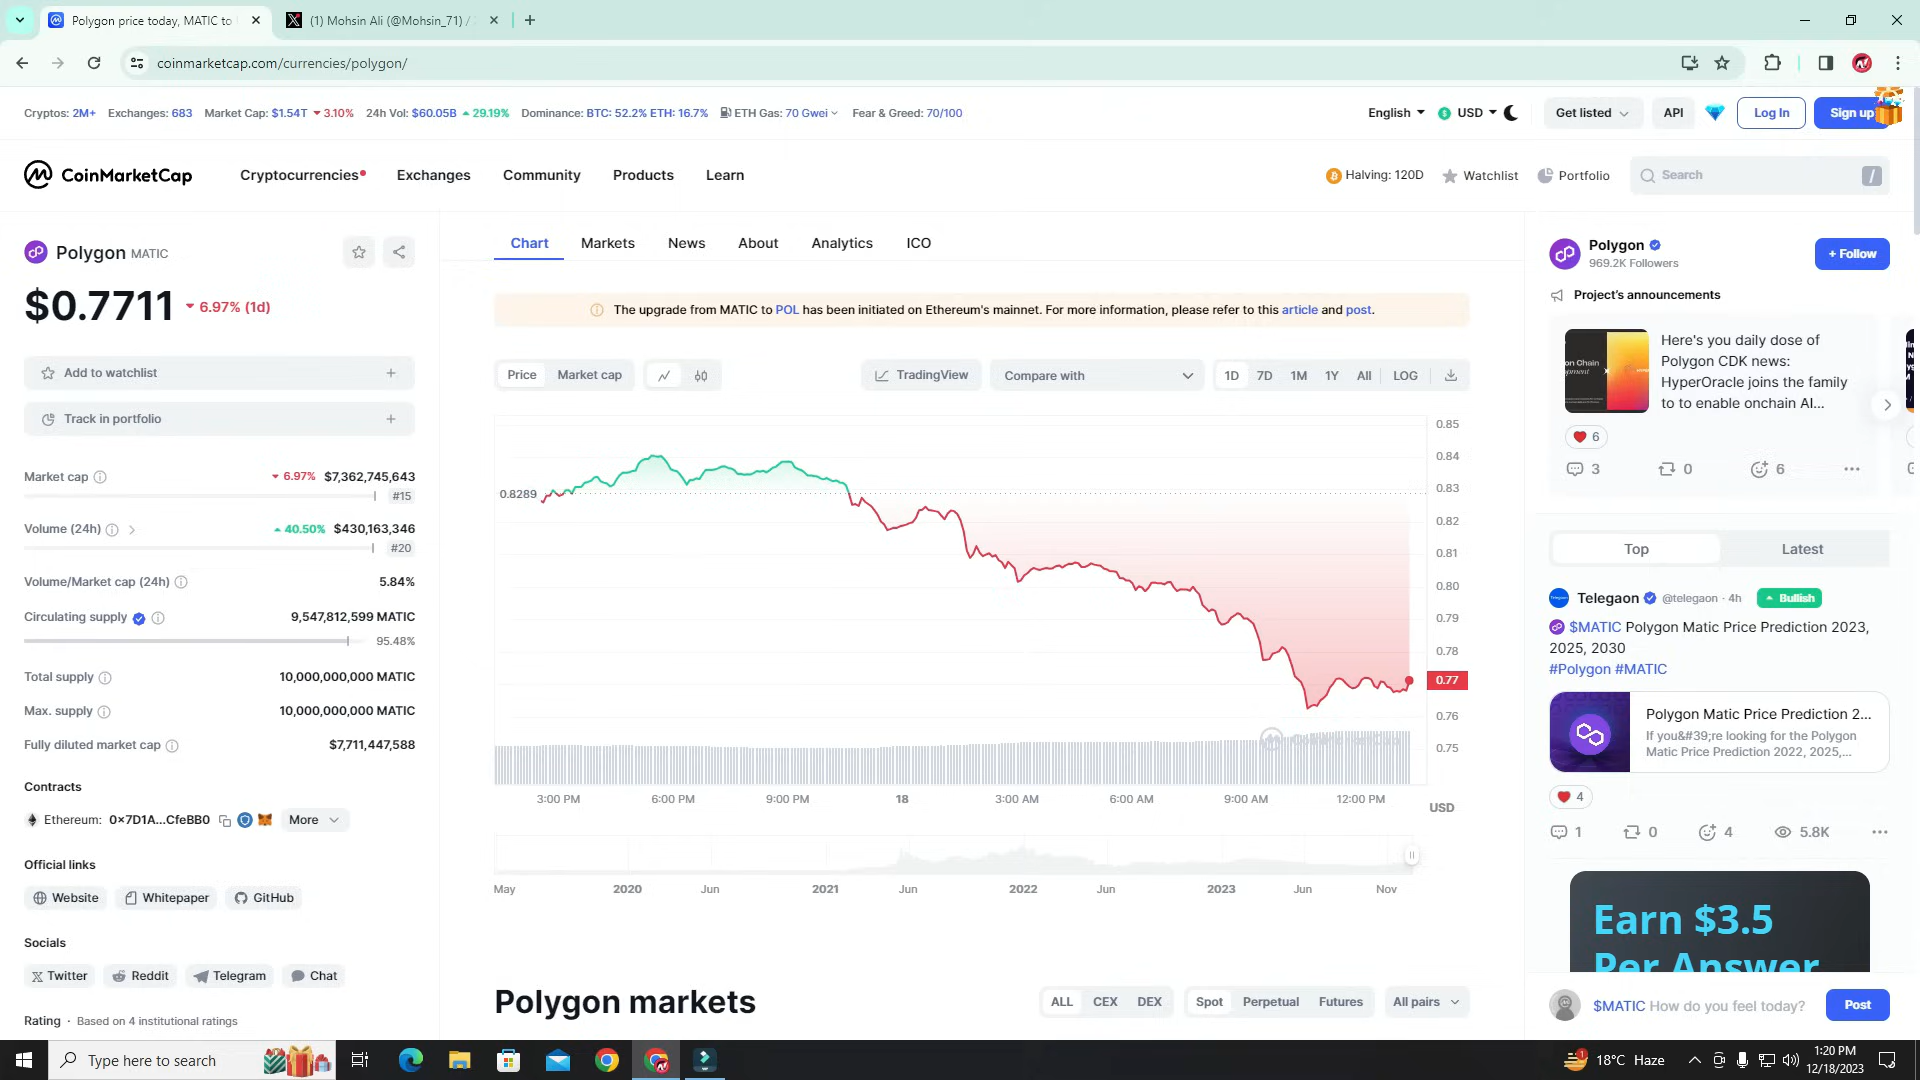 Polygon price today, MATIC to
(1) Mohsin Ali (@Mohsin_71) /
coinmarketcap.com/currencies/polygon/
Cryptos: 2M+ Exchanges: 683 Market Cap: $1.54T 3.10% 24h Vol: $60.05B 29.19% Dominance: BTC: 52.2% ETH: 16.7% ETH Gas: 70 Gwei Fear & Greed: 70/100
English USD Get listed API Log In Sign up
CoinMarketCap Cryptocurrencies Exchanges Community Products Learn
Halving: 120D Watchlist Portfolio Search /
Polygon MATIC
$0.7711 6.97% (1d)
Add to watchlist +
Track in portfolio +
Market cap 6.97% $7,362,745,643
#15
Volume (24h) 40.50% $430,163,346
#20
Volume/Market cap (24h) 5.84%
Circulating supply 9,547,812,599 MATIC
95.48%
Total supply 10,000,000,000 MATIC
Max. supply 10,000,000,000 MATIC
Fully diluted market cap $7,711,447,588
Contracts
Ethereum: 0x7D1A...CfeBB0 More
Official links
Website Whitepaper GitHub
Socials
Twitter Reddit Telegram Chat
Rating · Based on 4 institutional ratings
Chart Markets News About Analytics ICO
The upgrade from MATIC to POL has been initiated on Ethereum's mainnet. For more information, please refer to this article and post.
Price Market cap TradingView Compare with 1D 7D 1M 1Y All LOG
0.85
0.84
0.83
0.8289
0.82
0.81
0.80
0.79
0.78
0.77
0.76
0.75
3:00 PM 6:00 PM 9:00 PM 18 3:00 AM 6:00 AM 9:00 AM 12:00 PM
USD
May 2020 Jun 2021 Jun 2022 Jun 2023 Jun Nov
Polygon markets ALL CEX DEX Spot Perpetual Futures All pairs
Polygon
969.2K Followers
+ Follow
Project's announcements
Here's you daily dose of
Polygon CDK news:
HyperOracle joins the family
to to enable onchain AI...
6
3 0 6 ...
Top Latest
Telegaon @telegaon · 4h Bullish
$MATIC Polygon Matic Price Prediction 2023,
2025, 2030
#Polygon #MATIC
Polygon Matic Price Prediction 2...
If you&#39;re looking for the Polygon
Matic Price Prediction 2022, 2025,...
4
1 0 4 5.8K ...
Earn $3.5
Per Answer
$MATIC How do you feel today? Post
Type here to search
18°C Haze
1:20 PM
12/18/2023